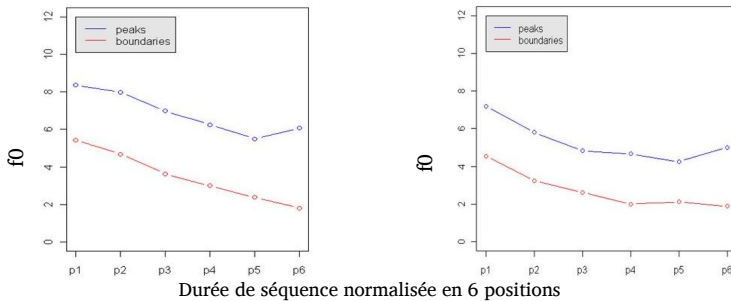 12
peaks
boundaries
10
8
6
4
2
0
f0
p1 p2 p3 p4 p5 p6
12
peaks
boundaries
10
8
6
4
2
0
f0
p1 p2 p3 p4 p5 p6
Durée de séquence normalisée en 6 positions